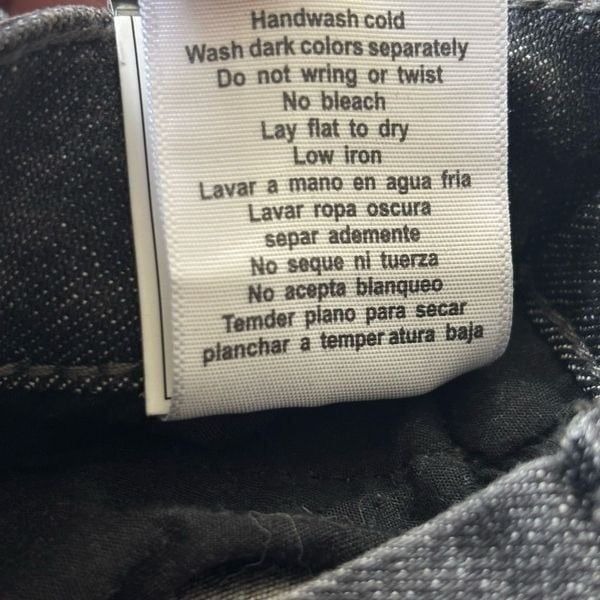 Handwash cold
Wash dark colors separately
Do not wring or twist
No bleach
Lay flat to dry
Low iron
Lavar a mano en agua fria
Lavar ropa oscura
separ ademente
No seque ni tuerza
No acepta blanqueo
Temder plano para secar
planchar a temper atura baja